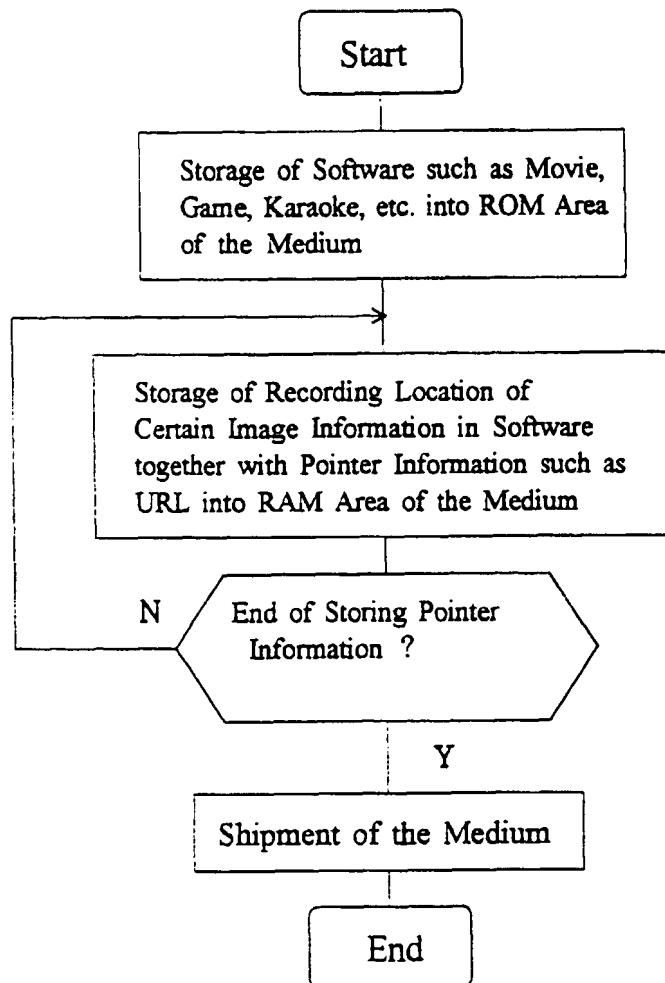 Start
Storage of Software such as Movie,
Game, Karaoke, etc. into ROM Area
of the Medium
Storage of Recording Location of
Certain Image Information in Software
together with Pointer Information such as
URL into RAM Area of the Medium
N
End of Storing Pointer
Information ?
Y
Shipment of the Medium
End